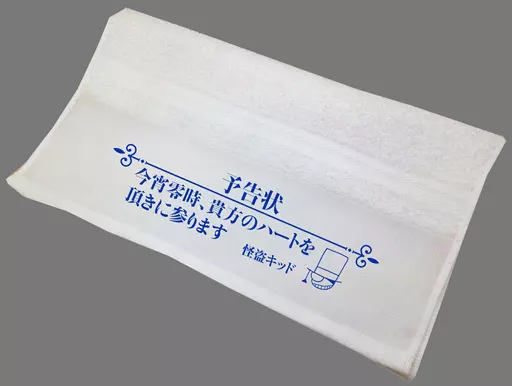 予告状
今宵零時、貴方のハートを
頂きに参ります
怪盗キッド